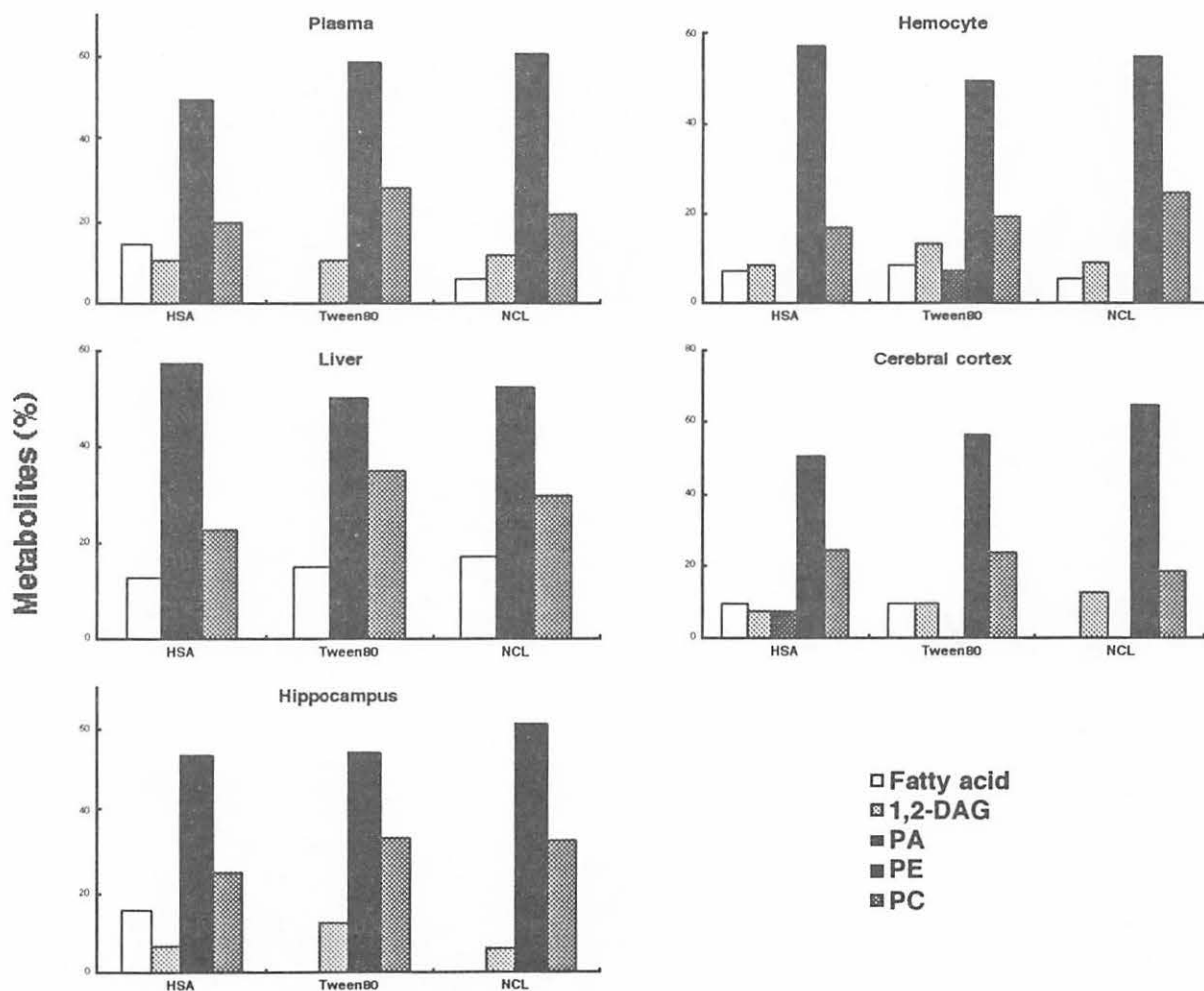 Plasma
60
40
20
0
HSA Tween80 NCL
Hemocyte
60
40
20
0
HSA Tween80 NCL
Metabolites (%)
Liver
60
40
20
0
HSA Tween80 NCL
Cerebral cortex
80
60
40
20
0
HSA Tween80 NCL
Hippocampus
60
40
20
0
HSA Tween80 NCL
Fatty acid
1,2-DAG
PA
PE
PC